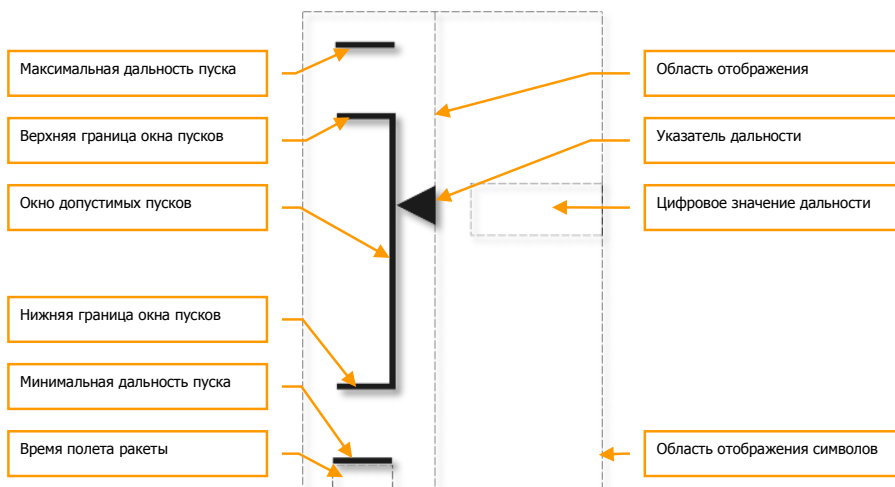 Максимальная дальность пуска
Верхняя граница окна пусков
Окно допустимых пусков
Нижняя граница окна пусков
Минимальная дальность пуска
Время полета ракеты
Область отображения
Указатель дальности
Цифровое значение дальности
Область отображения символов